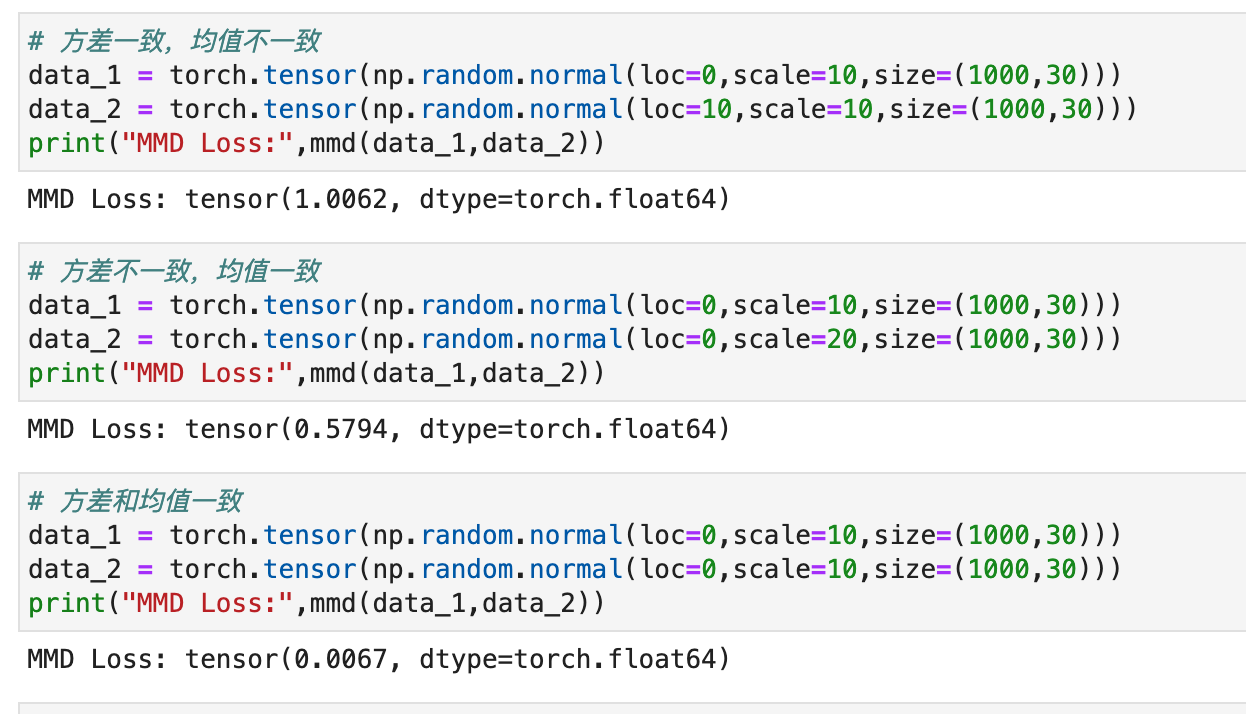 # 方差一致，均值不一致
data_1 = torch.tensor(np.random.normal(loc=0,scale=10,size=(1000,30)))
data_2 = torch.tensor(np.random.normal(loc=10,scale=10,size=(1000,30)))
print("MMD Loss:",mmd(data_1,data_2))
MMD Loss: tensor(1.0062, dtype=torch.float64)
# 方差不一致，均值一致
data_1 = torch.tensor(np.random.normal(loc=0,scale=10,size=(1000,30)))
data_2 = torch.tensor(np.random.normal(loc=0,scale=20,size=(1000,30)))
print("MMD Loss:",mmd(data_1,data_2))
MMD Loss: tensor(0.5794, dtype=torch.float64)
# 方差和均值一致
data_1 = torch.tensor(np.random.normal(loc=0,scale=10,size=(1000,30)))
data_2 = torch.tensor(np.random.normal(loc=0,scale=10,size=(1000,30)))
print("MMD Loss:",mmd(data_1,data_2))
MMD Loss: tensor(0.0067, dtype=torch.float64)